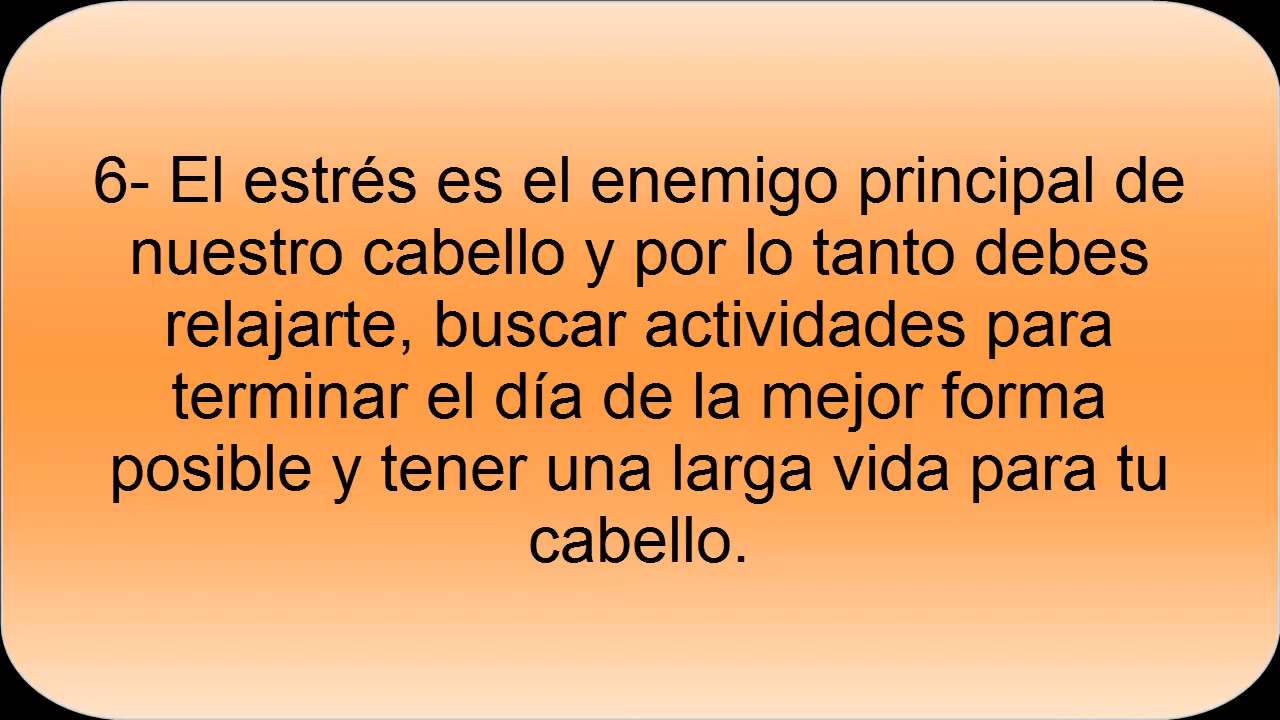 6- El estrés es el enemigo principal de
nuestro cabello y por lo tanto debes
relajarte, buscar actividades para
terminar el día de la mejor forma
posible y tener una larga vida para tu
cabello.